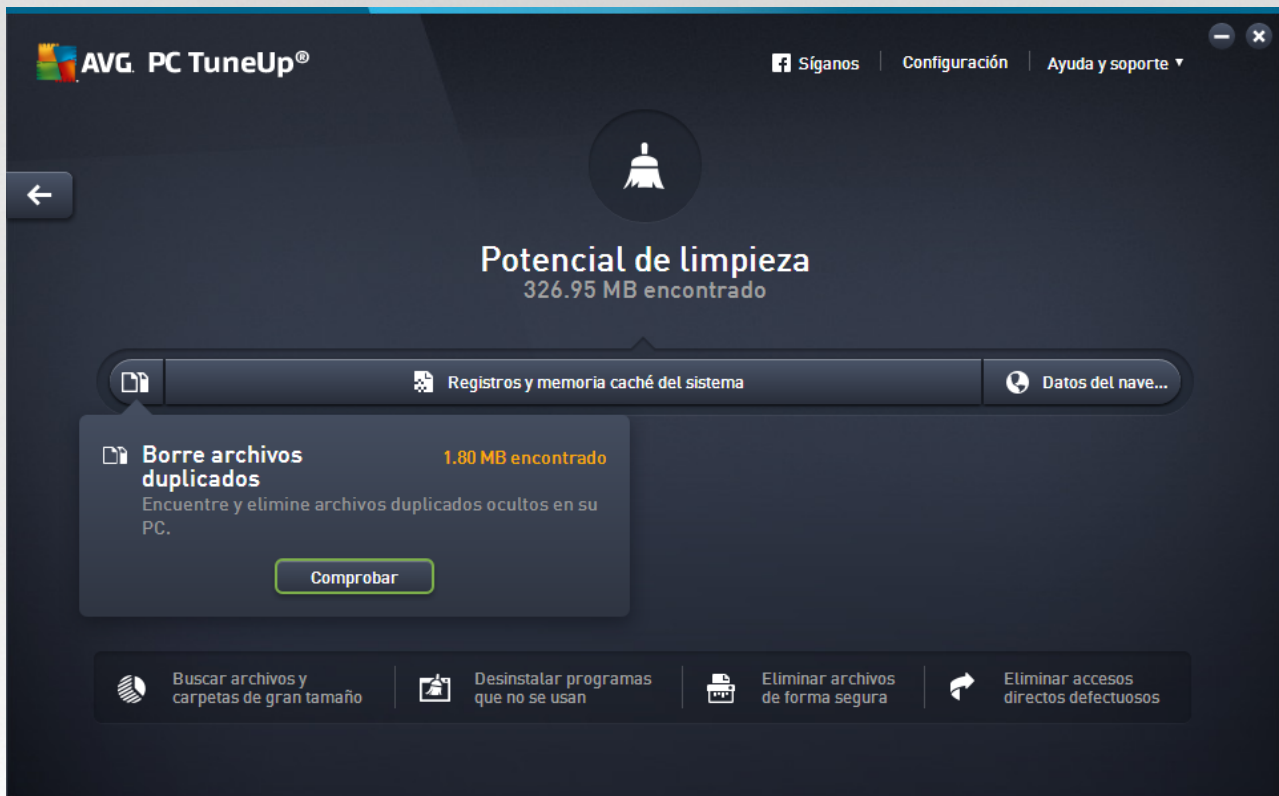 AVG. PC TuneUp®
Síganos
Configuración
Ayuda y soporte ▼
Potencial de limpieza
326.95 MB encontrado
Registros y memoria caché del sistema
Datos del nave...
Borre archivos
duplicados
1.80 MB encontrado
Encuentre y elimine archivos duplicados ocultos en su
PC.
Comprobar
Buscar archivos y
carpetas de gran tamaño
Desinstalar programas
que no se usan
Eliminar archivos
de forma segura
Eliminar accesos
directos defectuosos